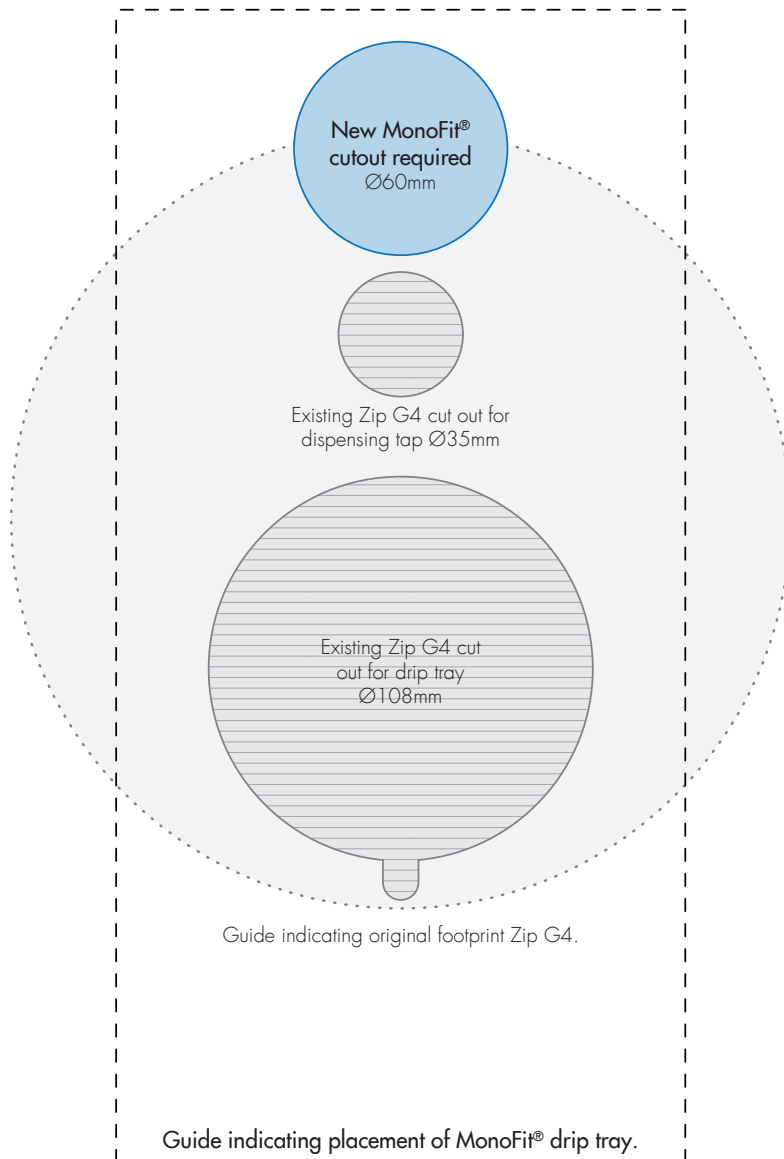 New MonoFit®
cutout required
Ø60mm
Existing Zip G4 cut out for
dispensing tap Ø35mm
Existing Zip G4 cut
out for drip tray
Ø108mm
Guide indicating original footprint Zip G4.
Guide indicating placement of MonoFit® drip tray.